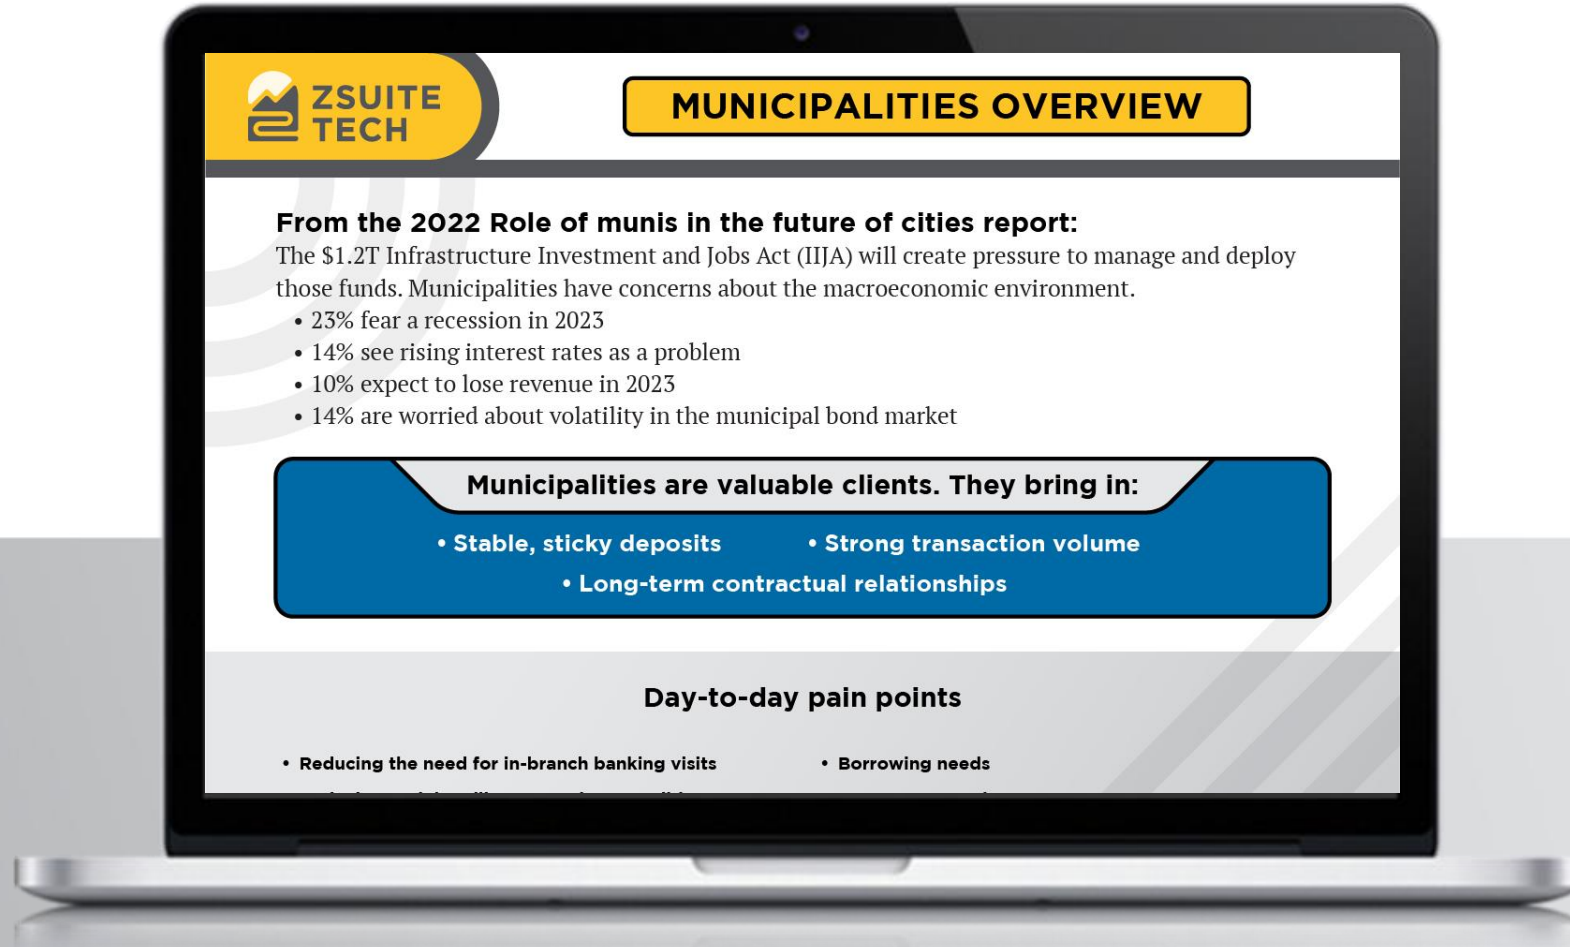 ZSUITE
TECH
MUNICIPALITIES OVERVIEW
From the 2022 Role of munis in the future of cities report:
The $1.2T Infrastructure Investment and Jobs Act (IIJA) will create pressure to manage and deploy
those funds. Municipalities have concerns about the macroeconomic environment.
• 23% fear a recession in 2023
• 14% see rising interest rates as a problem
• 10% expect to lose revenue in 2023
• 14% are worried about volatility in the municipal bond market
Municipalities are valuable clients. They bring in:
• Stable, sticky deposits • Strong transaction volume
• Long-term contractual relationships
Day-to-day pain points
• Reducing the need for in-branch banking visits • Borrowing needs